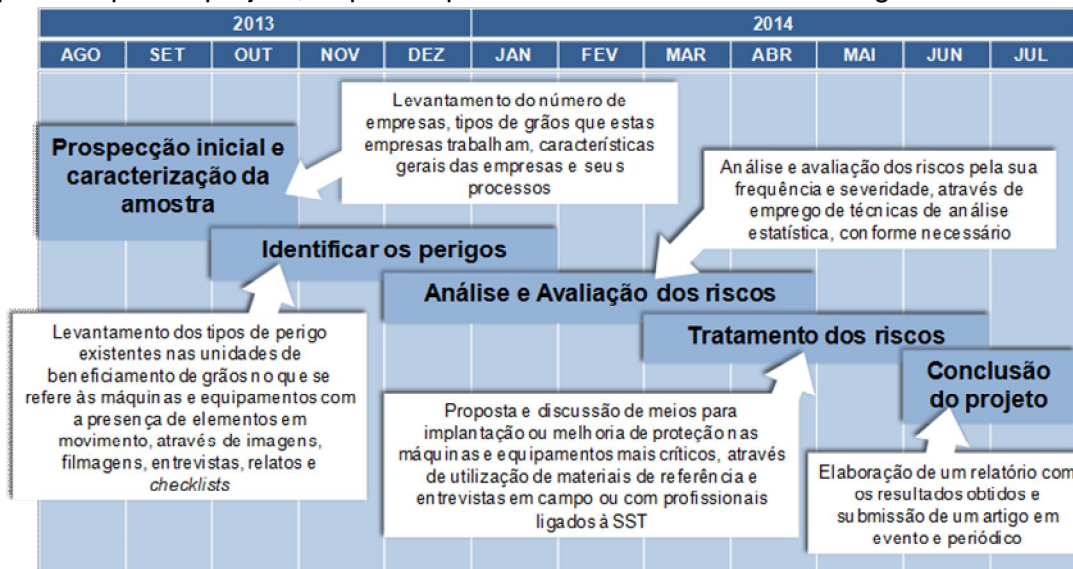 2013
2014
AGO SET OUT NOV DEZ JAN FEV MAR ABR MAI JUN JUL
Levantamento do número de
empresas, tipos de grãos que estas
empresas trabalham, características
gerais das empresas e seus
processos
Prospecção inicial e
caracterização da
amostra
Análise e avaliação dos riscos pela sua
frequência e severidade, através de
emprego de técnicas de análise
estatística, conforme necessário
Identificar os perigos
Análise e Avaliação dos riscos
Levantamento dos tipos de perigo
existentes nas unidades de
beneficiamento de grãos no que se
refere às máquinas e equipamentos com
a presença de elementos em
movimento, através de imagens,
filmagens, entrevistas, relatos e
checklists
Tratamento dos riscos
Proposta e discussão de meios para
implantação ou melhoria de proteção nas
máquinas e equipamentos mais críticos, através
de utilização de materiais de referência e
entrevistas em campo ou com profissionais
ligados à SST
Conclusão
do projeto
Elaboração de um relatório com
os resultados obtidos e
submissão de um artigo em
evento e periódico